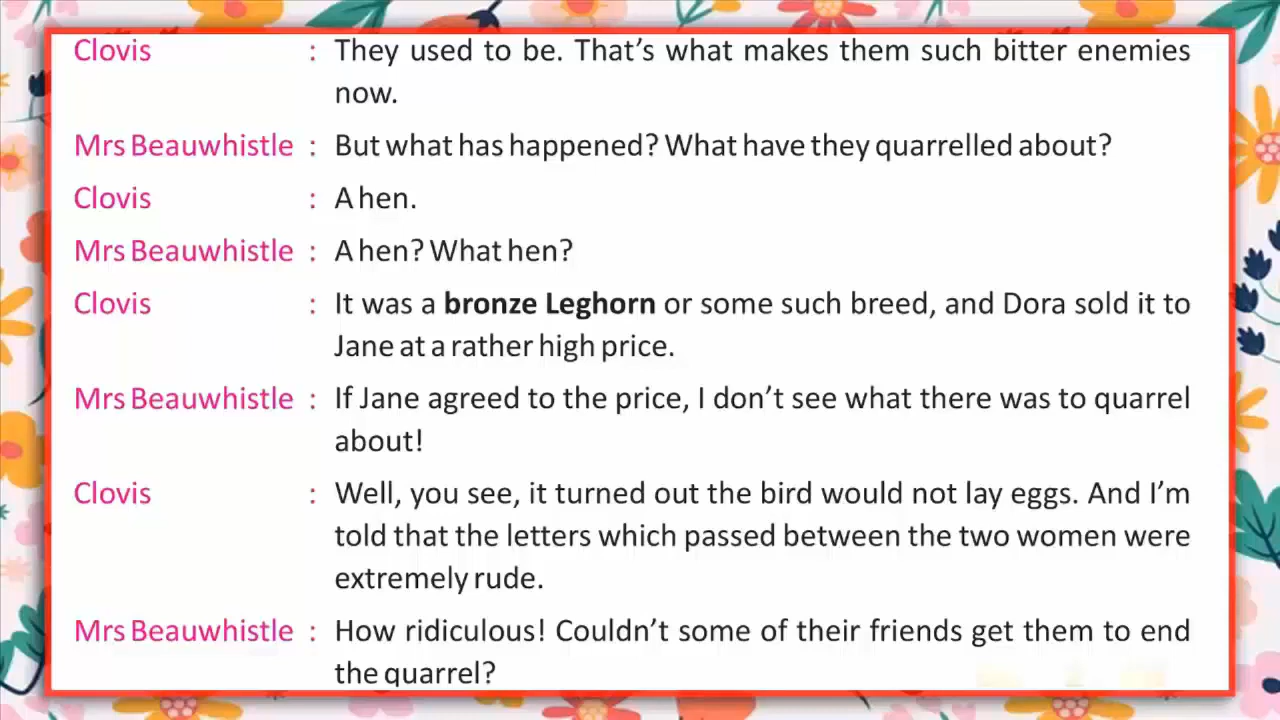 Clovis : They used to be. That’s what makes them such bitter enemies
now.
Mrs Beauwhistle : But what has happened? What have they quarrelled about?
Clovis : A hen.
Mrs Beauwhistle : A hen? What hen?
Clovis : It was a bronze Leghorn or some such breed, and Dora sold it to
Jane at a rather high price.
Mrs Beauwhistle : If Jane agreed to the price, I don’t see what there was to quarrel
about!
Clovis : Well, you see, it turned out the bird would not lay eggs. And I’m
told that the letters which passed between the two women were
extremely rude.
Mrs Beauwhistle : How ridiculous! Couldn’t some of their friends get them to end
the quarrel?